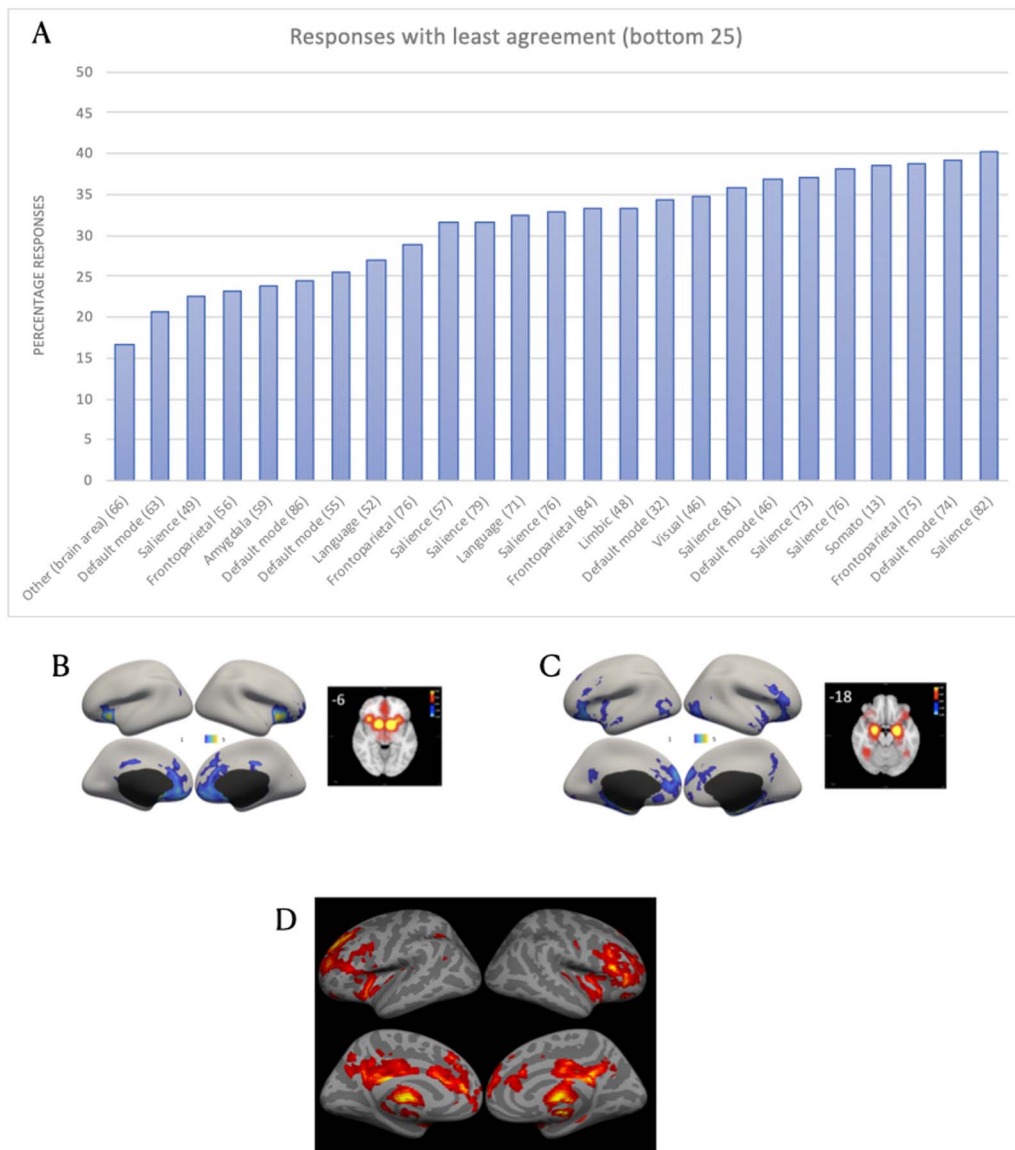 A
Responses with least agreement (bottom 25)
PERCENTAGE RESPONSES
50
45
40
35
30
25
20
15
10
5
0
Other (brain area) (66)
Default mode (63)
Salience (49)
Frontoparietal (56)
Amygdala (59)
Default mode (86)
Default mode (55)
Language (52)
Frontoparietal (76)
Salience (57)
Salience (79)
Language (71)
Salience (76)
Frontoparietal (84)
Limbic (48)
Default mode (32)
Visual (46)
Salience (81)
Default mode (46)
Salience (73)
Salience (76)
Somato (13)
Frontoparietal (75)
Default mode (74)
Salience (82)
B
1 5
-6
C
1 5
-18
D